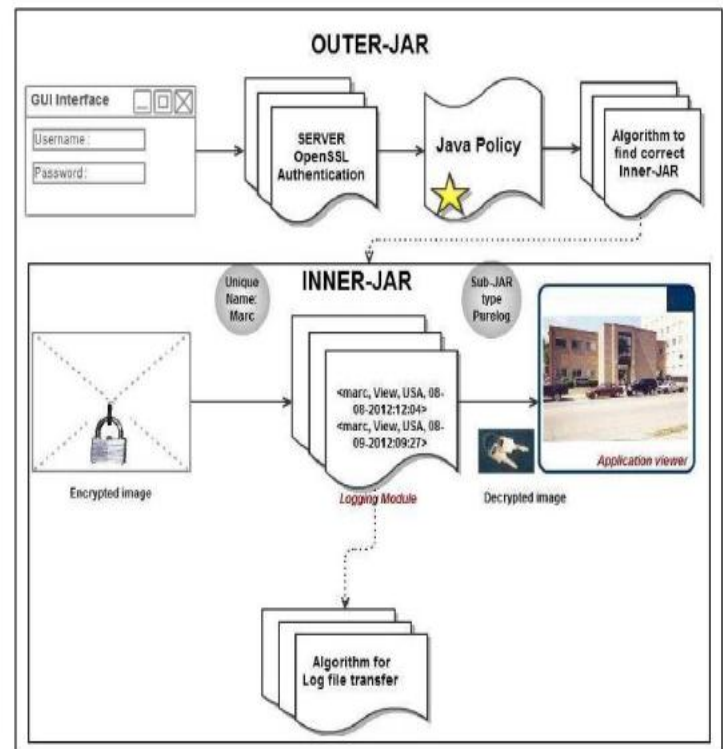 OUTER-JAR
GUI Interface
Username:
Password:
SERVER
OpenSSL
Authentication
Java Policy
Algorithm to
find correct
Inner-JAR
INNER-JAR
Unique
Name:
Marc
Sub-JAR
type
Purelog
<marc, View, USA, 08-
08-2012:12:04>
<marc, View, USA, 08-
09-2012:09:27>
Encrypted image
Logging Module
Decrypted image
Application viewer
Algorithm for
Log file transfer